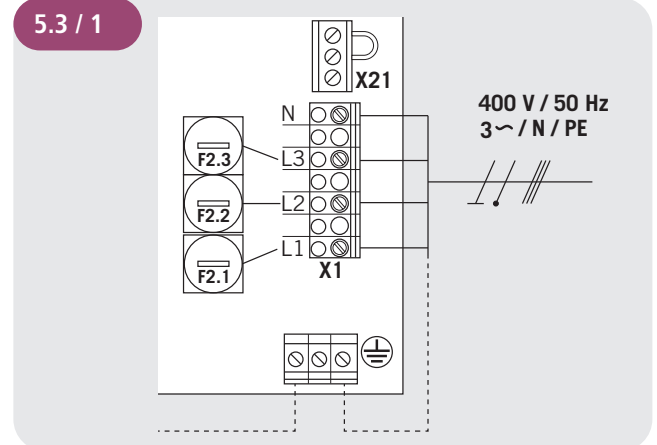 5.3 / 1
X21
400 V / 50 Hz
3~ / N / PE
N
L3
F2.3
L2
F2.2
L1
F2.1
X1